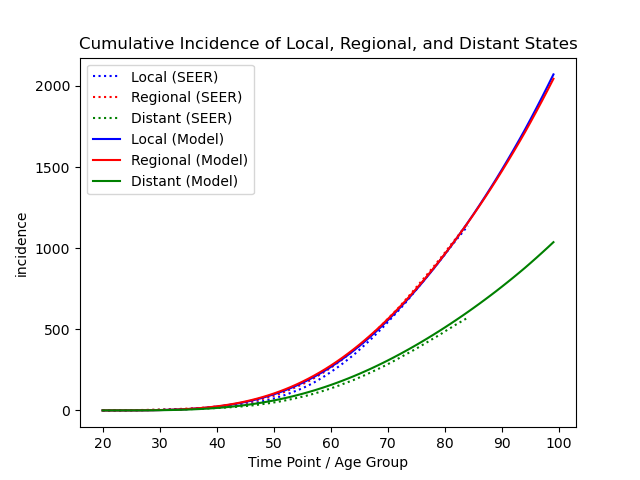 Cumulative Incidence of Local, Regional, and Distant States
Local (SEER)
Regional (SEER)
Distant (SEER)
Local (Model)
Regional (Model)
Distant (Model)
incidence
2000
1500
1000
500
0
20 30 40 50 60 70 80 90 100
Time Point / Age Group